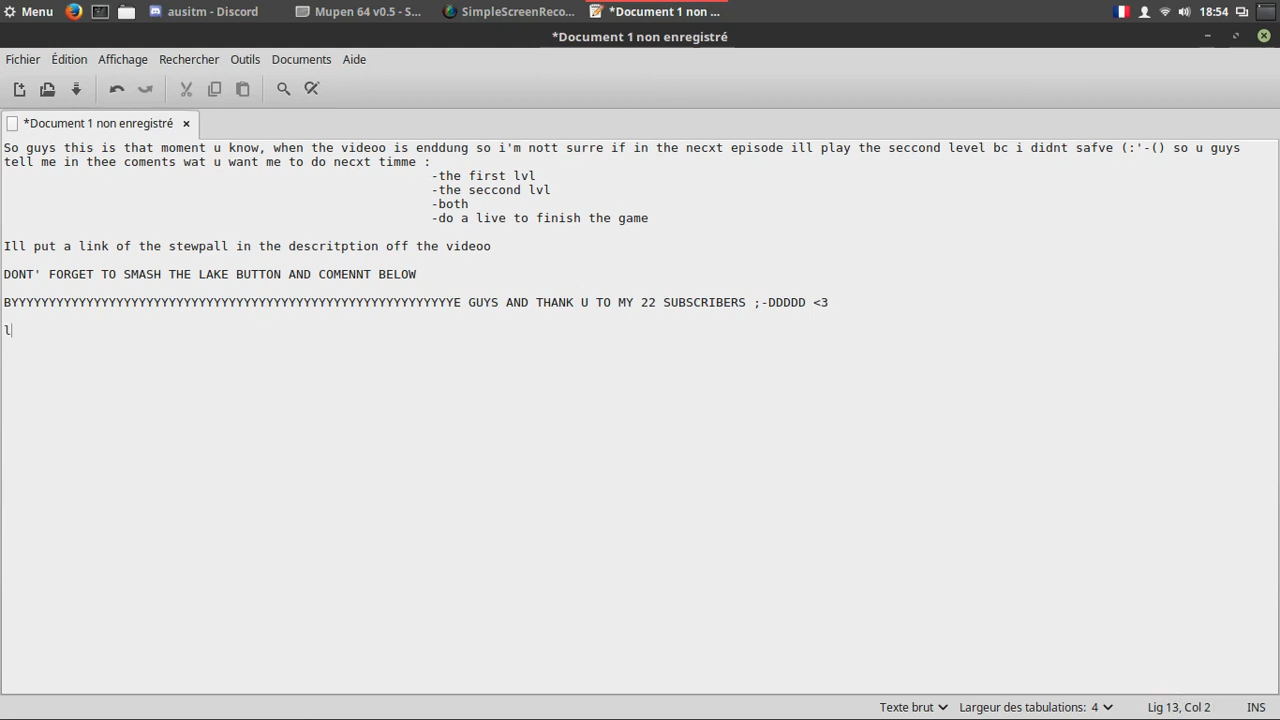 Menu
ausitm - Discord
Mupen 64 v0.5 - S...
SimpleScreenReco...
*Document 1 non ...
18:54
*Document 1 non enregistré
Fichier Édition Affichage Rechercher Outils Documents Aide
*Document 1 non enregistré
So guys this is that moment u know, when the videoo is enddung so i'm nott surre if in the necxt episode ill play the seccond level bc i didnt safve (:'-() so u guys
tell me in thee coments wat u want me to do necxt timme :
-the first lvl
-the seccond lvl
-both
-do a live to finish the game
Ill put a link of the stewpall in the descritption off the videoo
DONT' FORGET TO SMASH THE LAKE BUTTON AND COMENNT BELOW
BYYYYYYYYYYYYYYYYYYYYYYYYYYYYYYYYYYYYYYYYYYYYYYYYYYYYYYYYYYYE GUYS AND THANK U TO MY 22 SUBSCRIBERS ;-DDDDD <3
l
Texte brut Largeur des tabulations: 4 Lig 13, Col 2 INS